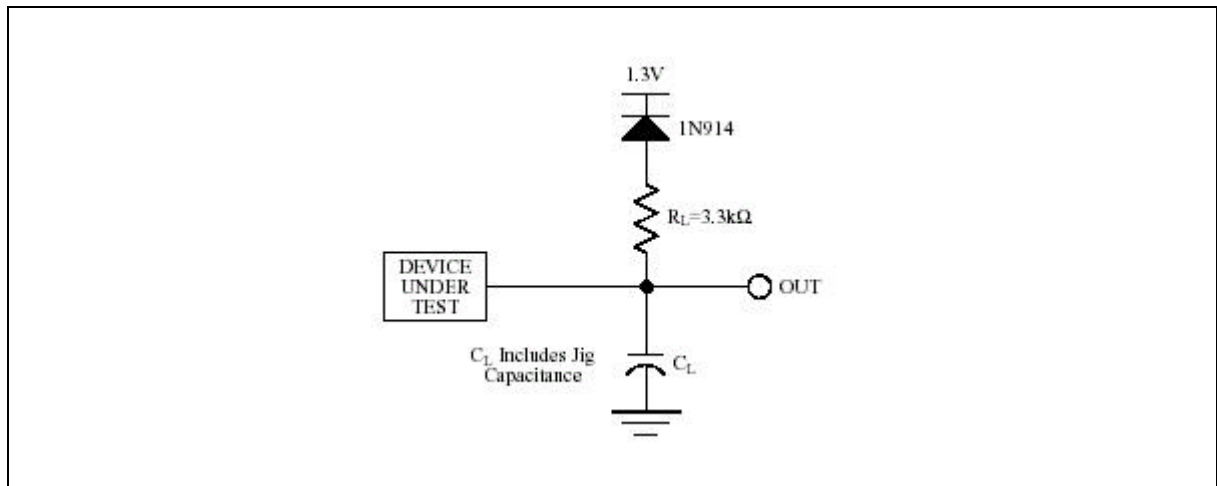 1.3V
1N914
R_L=3.3kΩ
DEVICE
UNDER
TEST
OUT
C_L Includes Jig
Capacitance
C_L